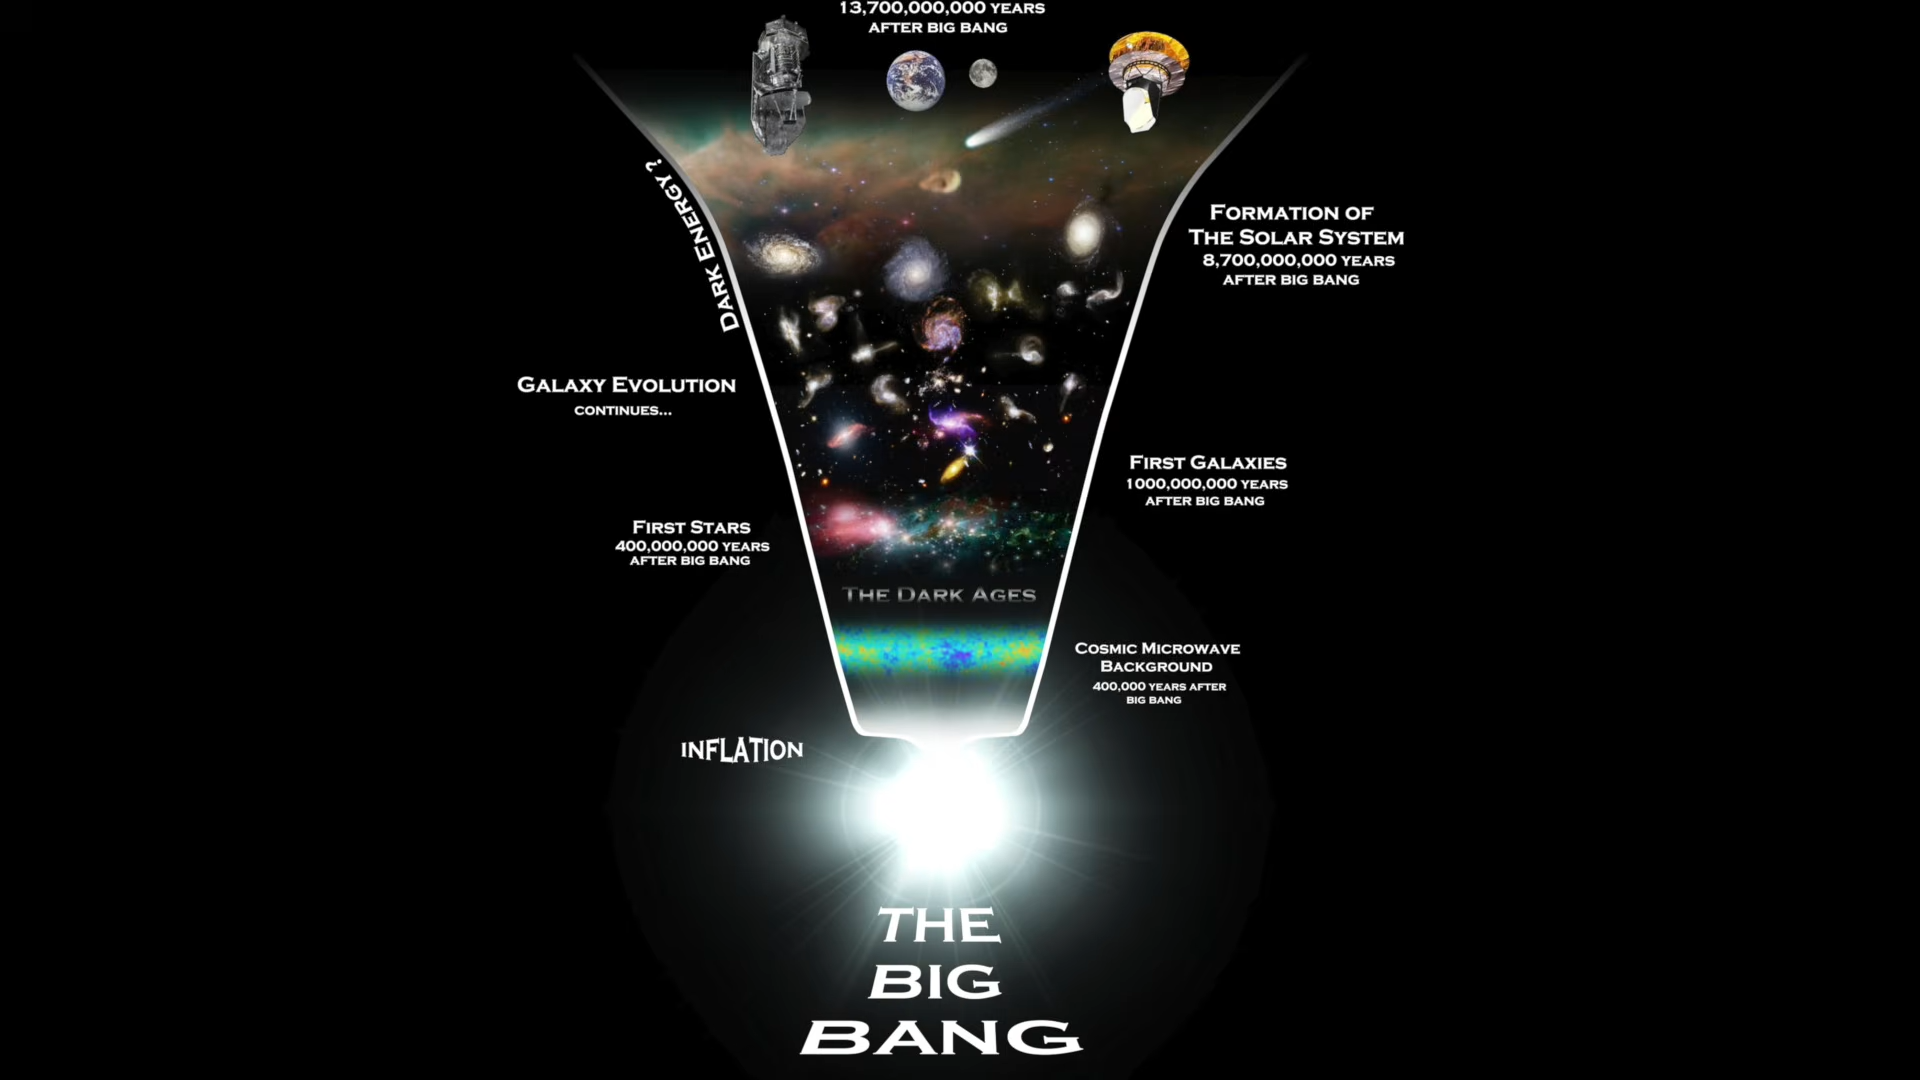 13,700,000,000 YEARS
AFTER BIG BANG
DARK ENERGY ?
FORMATION OF
THE SOLAR SYSTEM
8,700,000,000 YEARS
AFTER BIG BANG
GALAXY EVOLUTION
CONTINUES...
FIRST GALAXIES
1000,000,000 YEARS
AFTER BIG BANG
FIRST STARS
400,000,000 YEARS
AFTER BIG BANG
THE DARK AGES
COSMIC MICROWAVE
BACKGROUND
400,000 YEARS AFTER
BIG BANG
INFLATION
THE
BIG
BANG